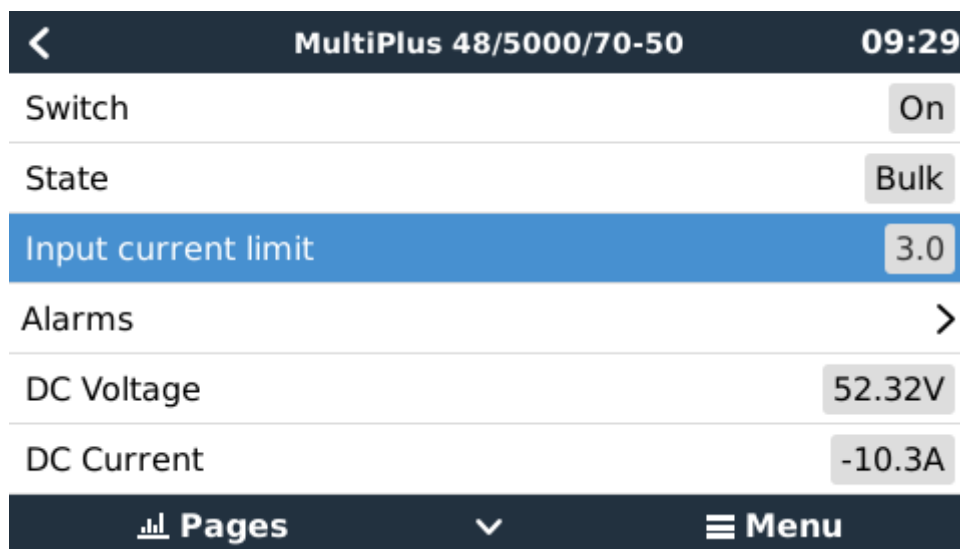 MultiPlus 48/5000/70-50 09:29
Switch On
State Bulk
Input current limit 3.0
Alarms
DC Voltage 52.32V
DC Current -10.3A
Pages Menu